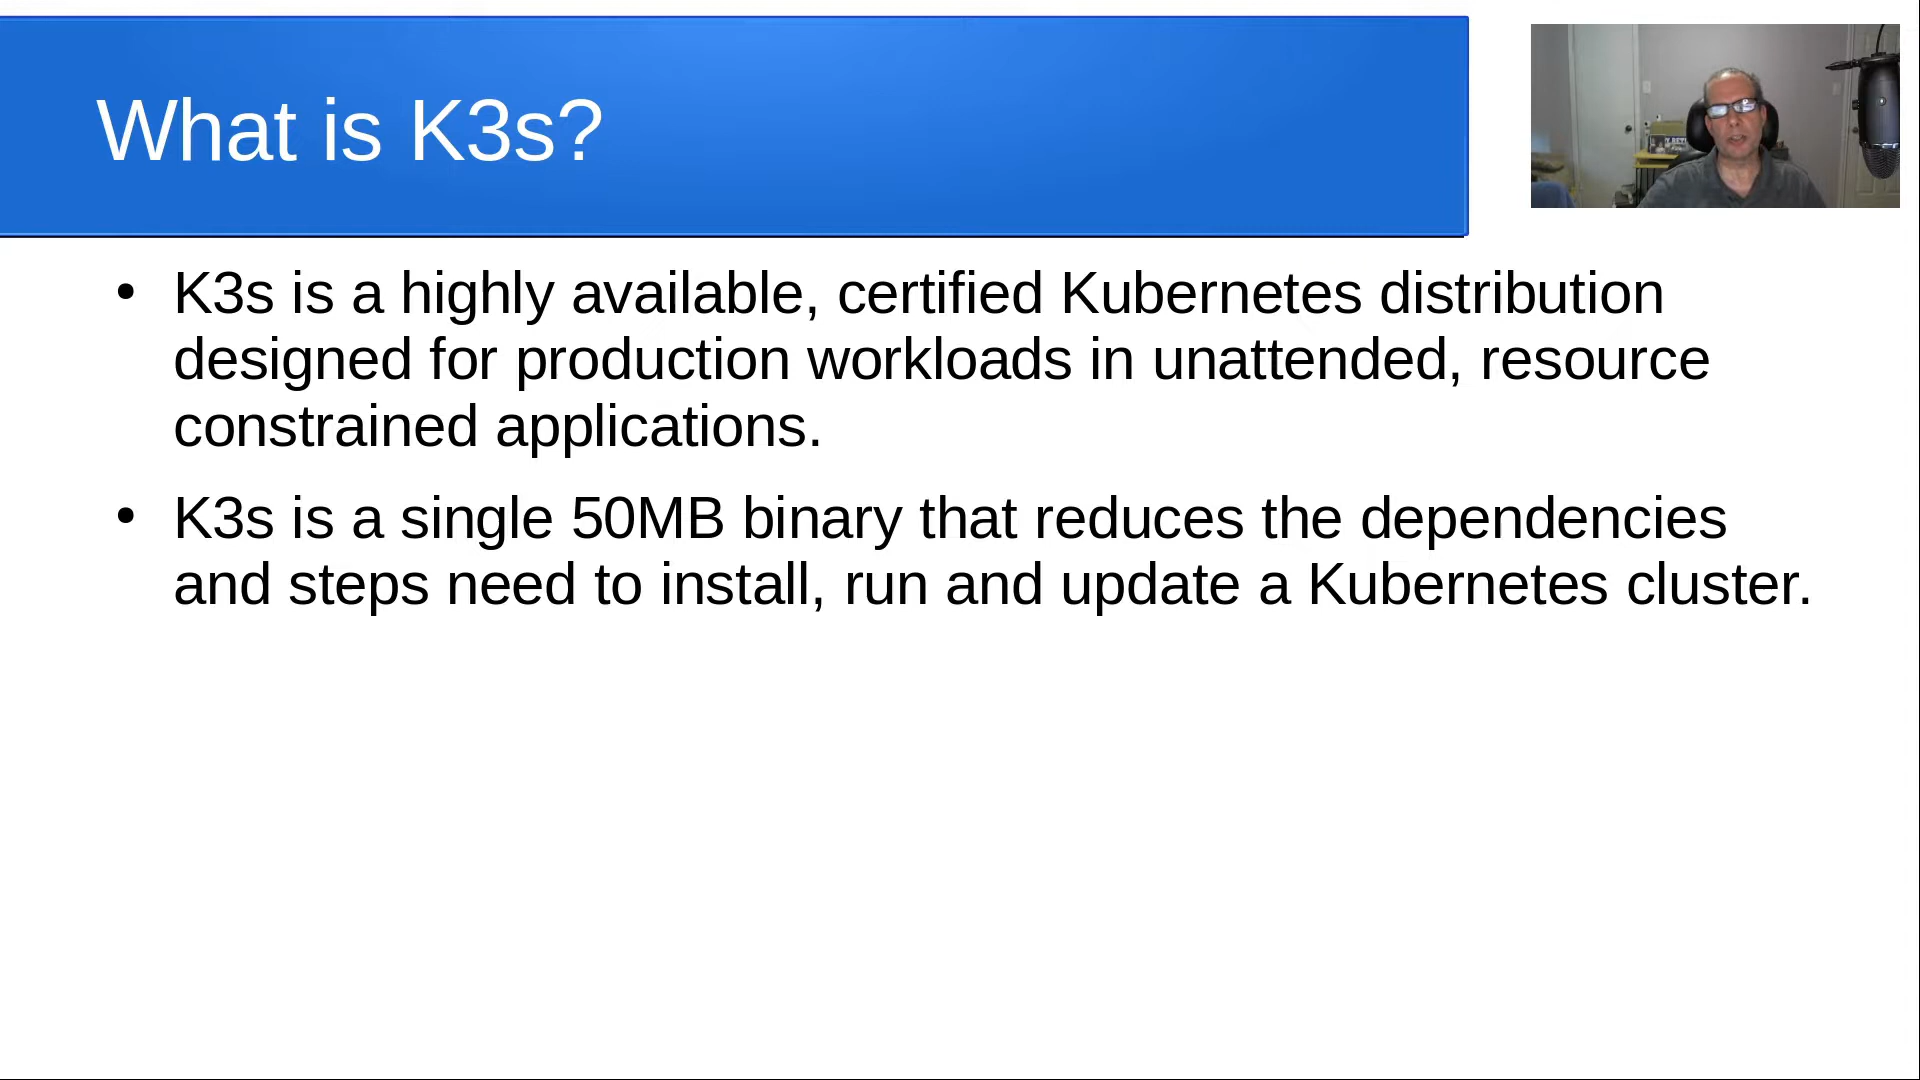 What is K3s?
• K3s is a highly available, certified Kubernetes distribution
designed for production workloads in unattended, resource
constrained applications.
• K3s is a single 50MB binary that reduces the dependencies
and steps need to install, run and update a Kubernetes cluster.